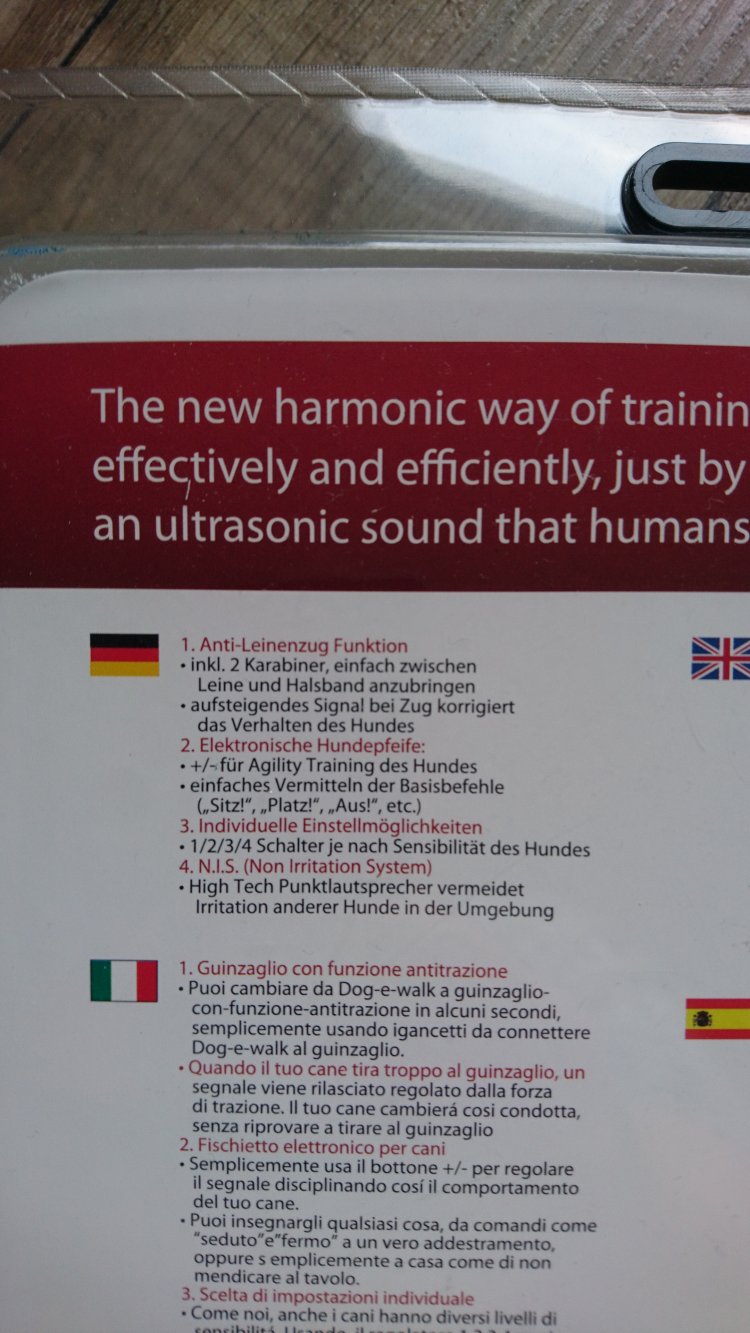 The new harmonic way of trainin
effectively and efficiently, just by
an ultrasonic sound that humans
1. Anti-Leinenzug Funktion
• inkl. 2 Karabiner, einfach zwischen
Leine und Halsband anzubringen
• aufsteigendes Signal bei Zug korrigiert
das Verhalten des Hundes
2. Elektronische Hundepfeife:
• +/- für Agility Training des Hundes
• einfaches Vermitteln der Basisbefehle
(„Sitz!“, „Platz!“, „Aus!“, etc.)
3. Individuelle Einstellmöglichkeiten
• 1/2/3/4 Schalter je nach Sensibilität des Hundes
4. N.I.S. (Non Irritation System)
• High Tech Punktlautsprecher vermeidet
Irritation anderer Hunde in der Umgebung
1. Guinzaglio con funzione antitrazione
• Puoi cambiare da Dog-e-walk a guinzaglio-
con-funzione-antitrazione in alcuni secondi,
semplicemente usando igancetti da connettere
Dog-e-walk al guinzaglio.
• Quando il tuo cane tira troppo al guinzaglio, un
segnale viene rilasciato regolato dalla forza
di trazione. Il tuo cane cambierá cosi condotta,
senza riprovare a tirare al guinzaglio
2. Fischietto elettronico per cani
• Semplicemente usa il bottone +/- per regolare
il segnale disciplinando cosí il comportamento
del tuo cane.
• Puoi insegnargli qualsiasi cosa, da comandi come
“seduto”e”fermo” a un vero addestramento,
oppure s emplicemente a casa come di non
mendicare al tavolo.
3. Scelta di impostazioni individuale
• Come noi, anche i cani hanno diversi livelli di
sensibilitá. Usando il